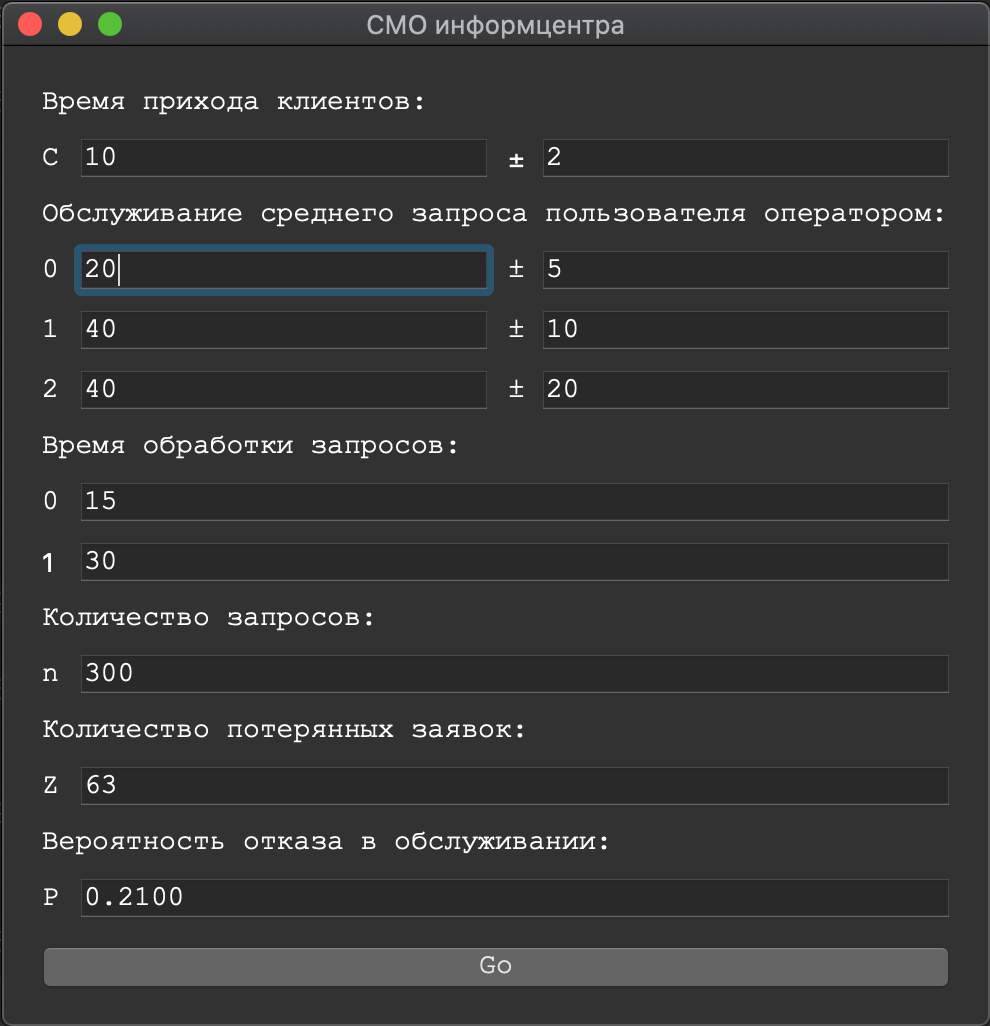 СМО информцентра
Время прихода клиентов:
C 10 ± 2
Обслуживание среднего запроса пользователя оператором:
0 20 ± 5
1 40 ± 10
2 40 ± 20
Время обработки запросов:
0 15
1 30
Количество запросов:
n 300
Количество потерянных заявок:
Z 63
Вероятность отказа в обслуживании:
P 0.2100
Go